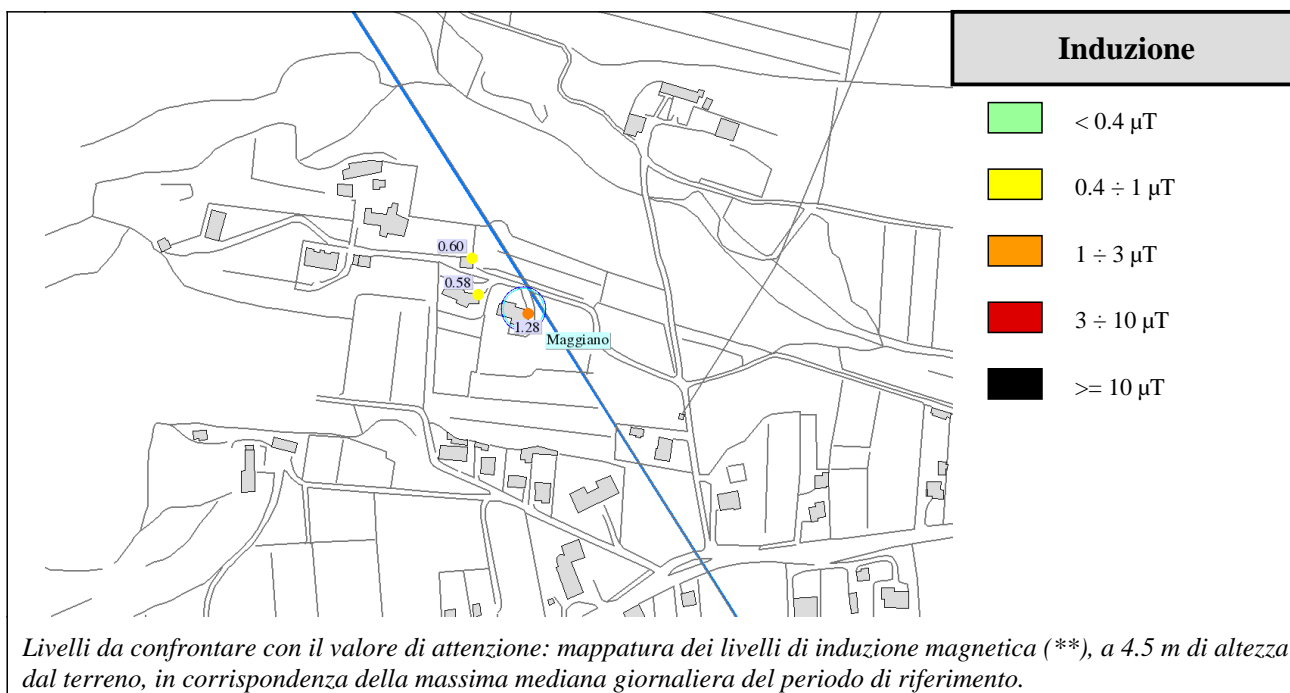 Induzione
< 0.4 μT
0.4 ÷ 1 μT
1 ÷ 3 μT
3 ÷ 10 μT
>= 10 μT
0.60
0.58
1.28
Maggiano
Livelli da confrontare con il valore di attenzione: mappatura dei livelli di induzione magnetica (**), a 4.5 m di altezza
dal terreno, in corrispondenza della massima mediana giornaliera del periodo di riferimento.